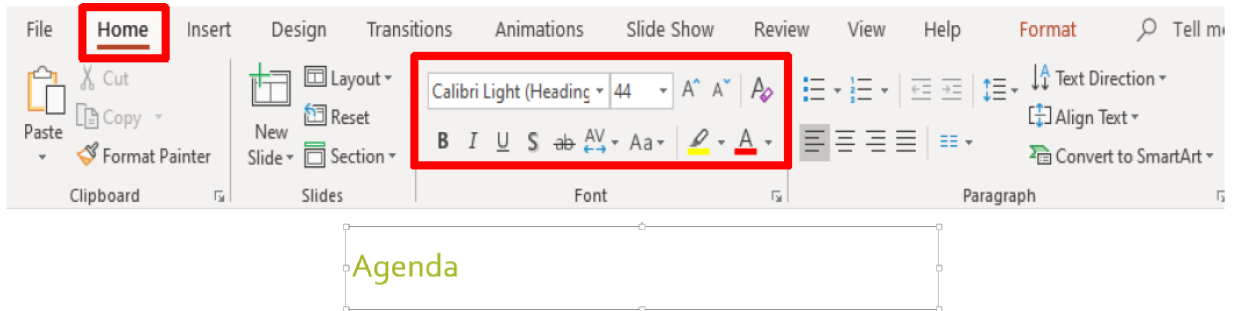 File Home Insert Design Transitions Animations Slide Show Review View Help Format Tell
Cut
Copy
Format Painter
Paste
Clipboard
New
Slide
Layout
Reset
Section
Slides
Calibri Light (Heading 44 A A A
B I U S ab AV Aa A
Font
Text Direction
Align Text
Convert to SmartArt
Paragraph
Agenda